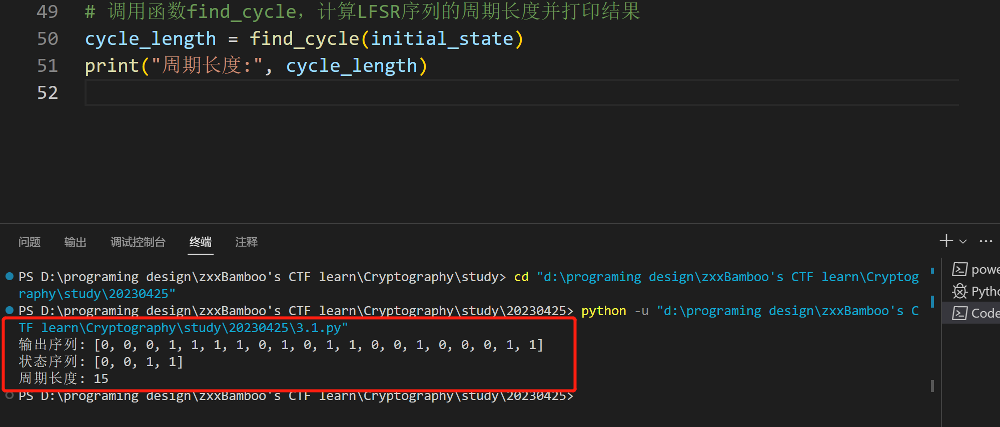 49 # 调用函数find_cycle，计算LFSR序列的周期长度并打印结果
50 cycle_length = find_cycle(initial_state)
51 print("周期长度:", cycle_length)
52
问题 输出 调试控制台 终端 注释
PS D:\programing design\zxxBamboo's CTF learn\Cryptography\study> cd "d:\programing design\zxxBamboo's CTF learn\Cryptog
raphy\study\20230425"
PS D:\programing design\zxxBamboo's CTF learn\Cryptography\study\20230425> python -u "d:\programing design\zxxBamboo's C
TF learn\Cryptography\study\20230425\3.1.py"
输出序列: [0, 0, 0, 1, 1, 1, 1, 0, 1, 0, 1, 1, 0, 0, 1, 0, 0, 0, 1, 1]
状态序列: [0, 0, 1, 1]
周期长度: 15
PS D:\programing design\zxxBamboo's CTF learn\Cryptography\study\20230425>
powe
Pytho
Code